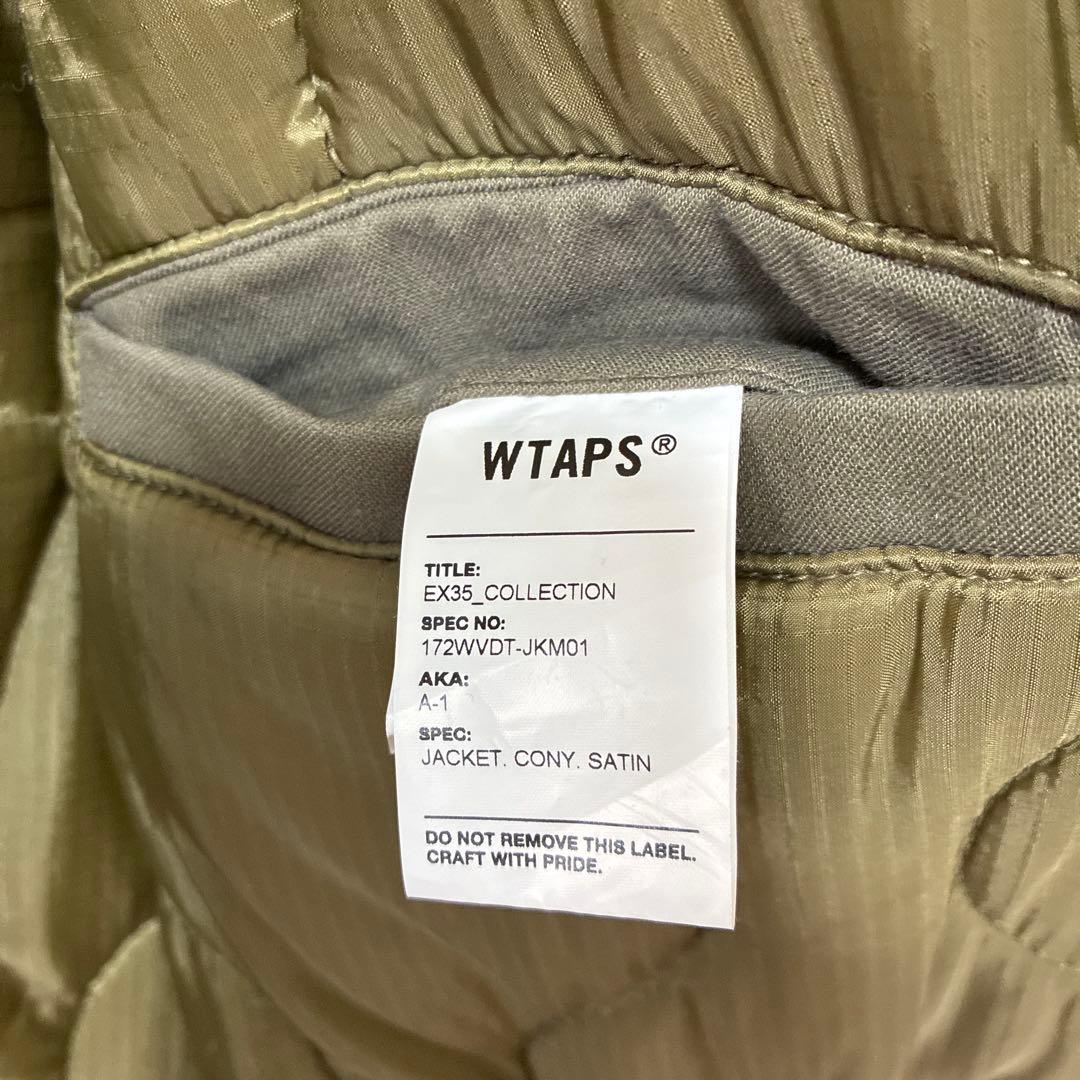 WTAPS®
TITLE:
EX35_COLLECTION
SPEC NO:
172WVDT-JKM01
AKA:
A-1
SPEC:
JACKET. CONY. SATIN
DO NOT REMOVE THIS LABEL.
CRAFT WITH PRIDE.